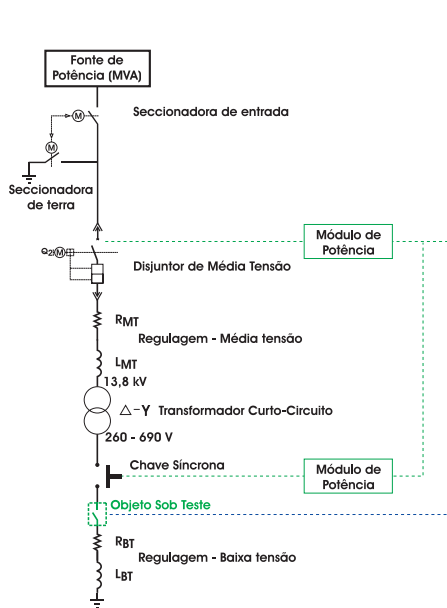 Fonte de
Potência (MVA)
Seccionadora de entrada
M
M
Seccionadora
de terra
Módulo de
Potência
M
Disjuntor de Média Tensão
RMT
Regulagem - Média tensão
LMT
13,8 kV
△-Y Transformador Curto-Circuito
260 - 690 V
Chave Síncrona
Módulo de
Potência
Objeto Sob Teste
RBT
Regulagem - Baixa tensão
LBT